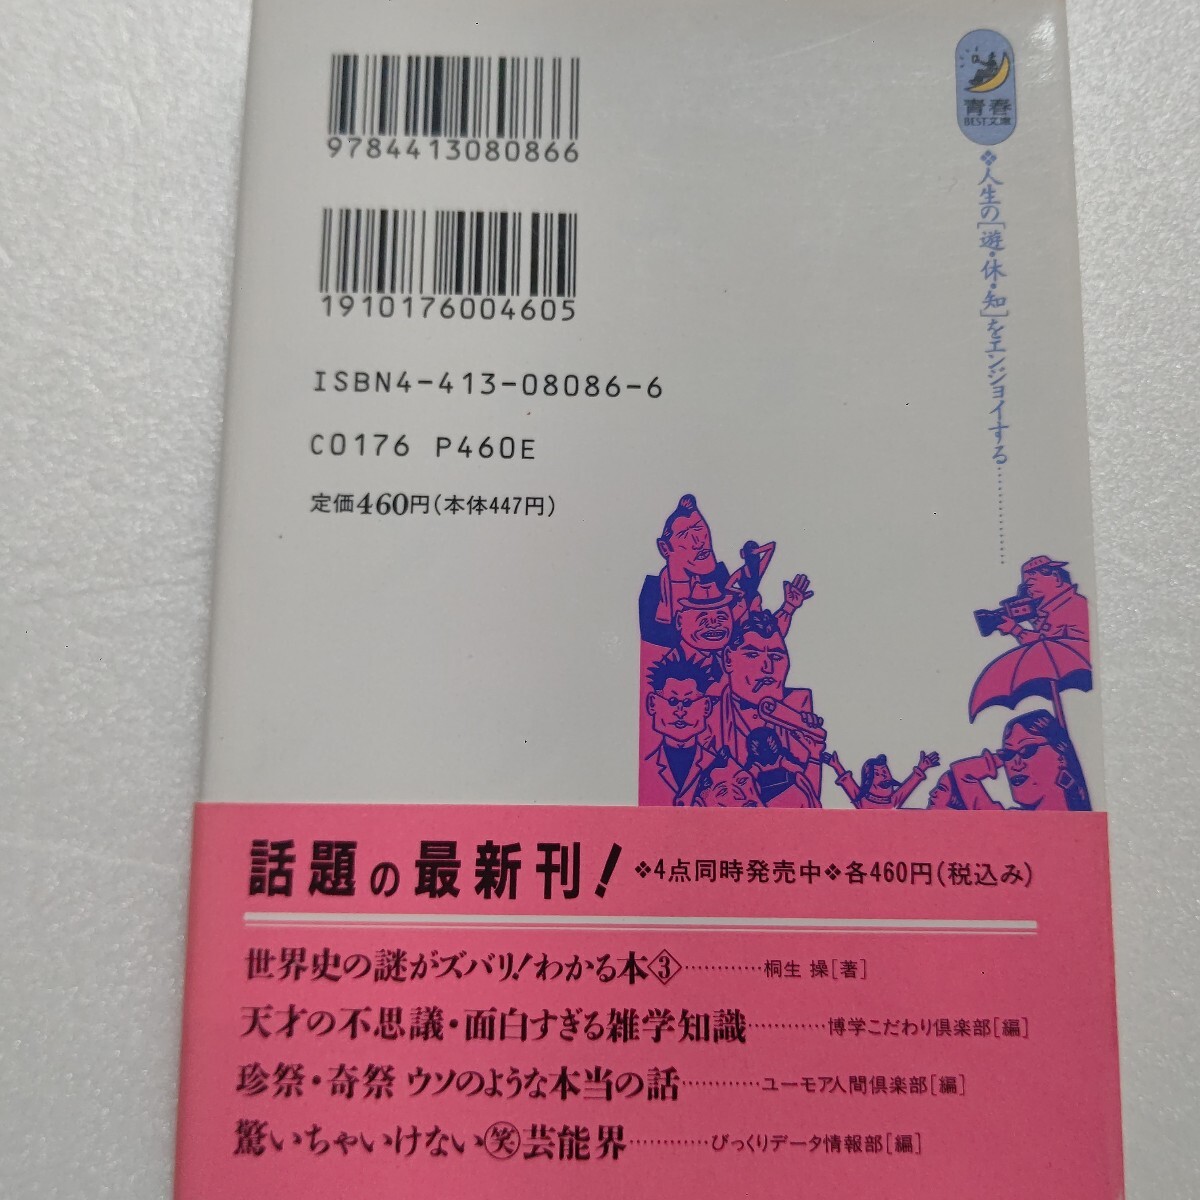 9784413080866
1910176004605
ISBN4-413-08086-6
C0176 P460E
定価460円(本体447円)
青春
BEST文庫
❖人生の[遊・休・知]をエンジョイする…………
話題の最新刊! ❖4点同時発売中❖各460円(税込み)
世界史の謎がズバリ!わかる本③…………桐生 操[著]
天才の不思議・面白すぎる雑学知識…………博学こだわり倶楽部[編]
珍祭・奇祭 ウソのような本当の話…………ユーモア人間倶楽部[編]
驚いちゃいけない㊗芸能界…………びっくりデータ情報部[編]